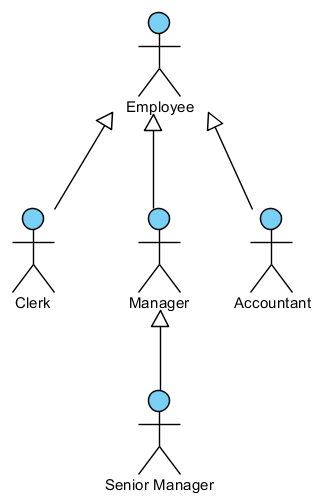 Employee
Clerk
Manager
Accountant
Senior Manager